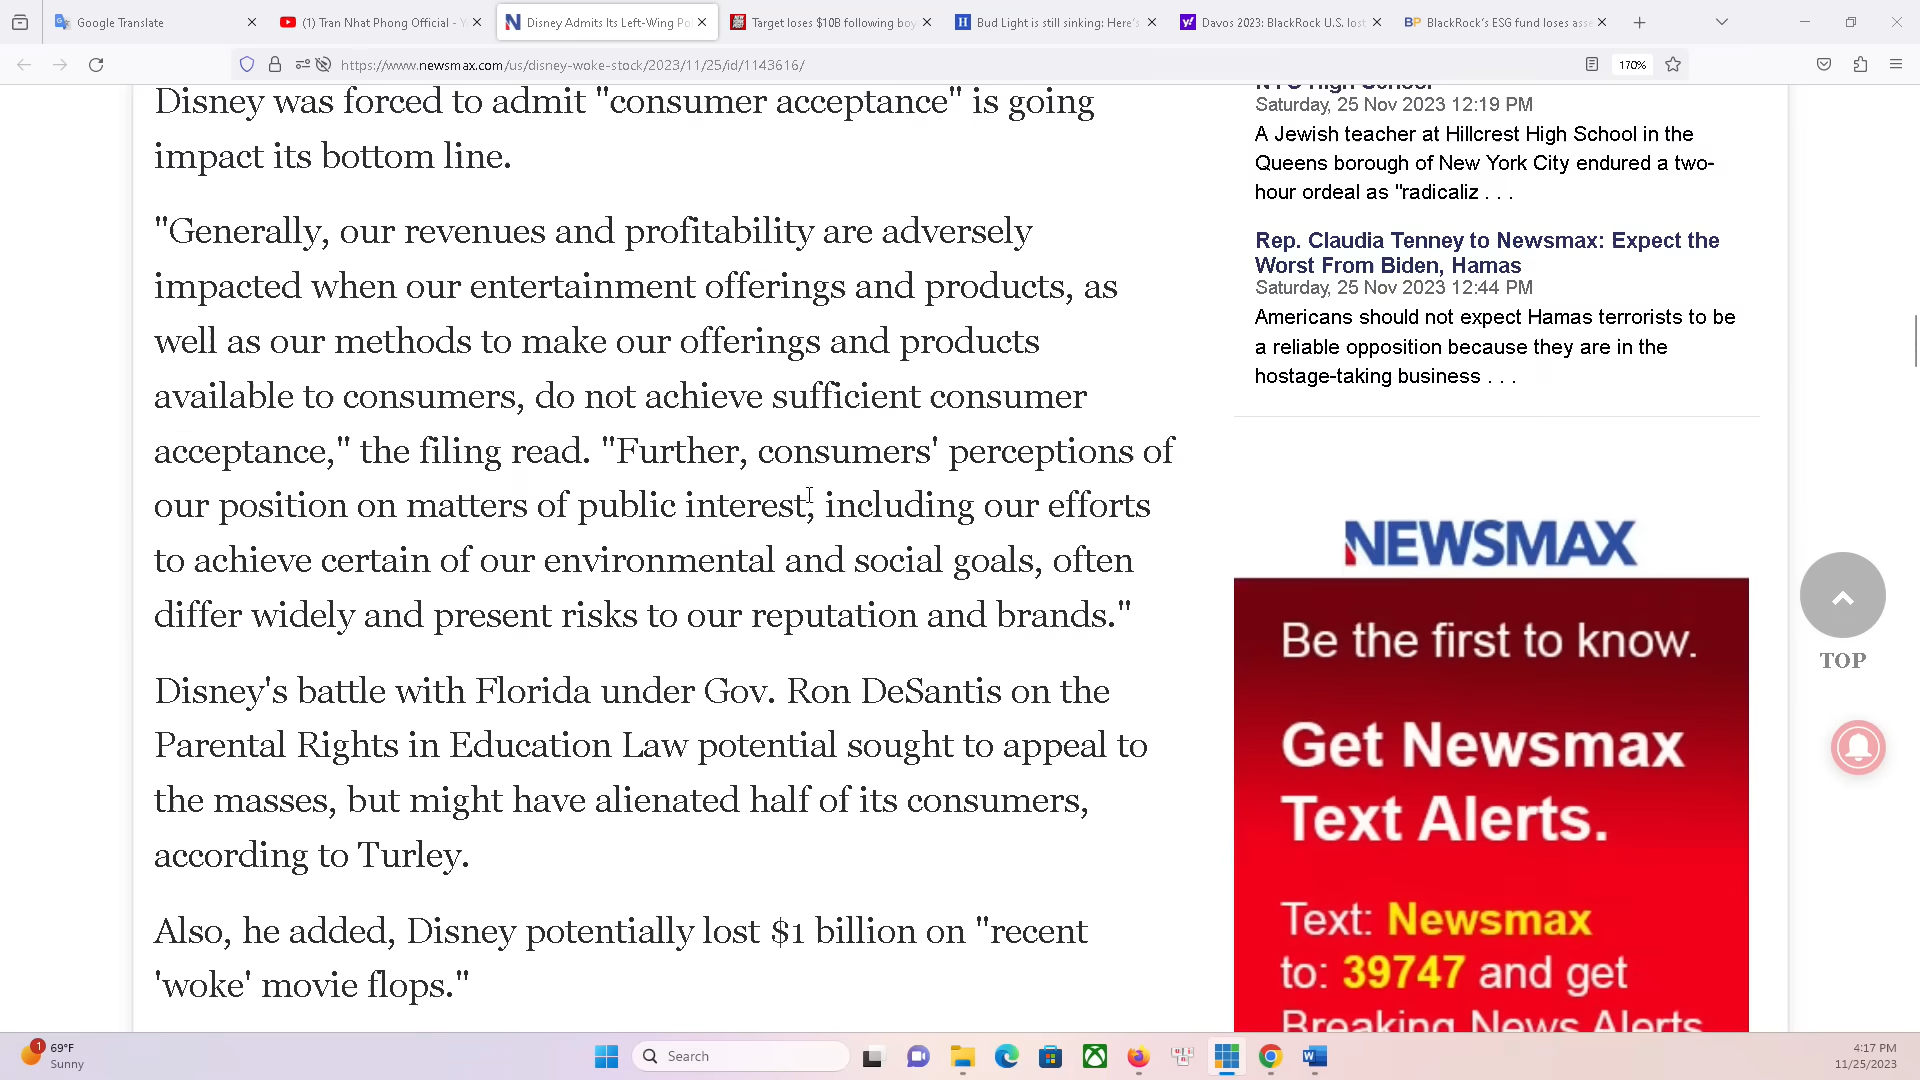 Google Translate
(1) Tran Nhat Phong Official - Y
Disney Admits Its Left-Wing Po
Target loses $10B following boy
Bud Light is still sinking: Here's
Davos 2023: BlackRock U.S. lost
BlackRock's ESG fund loses asse
https://www.newsmax.com/us/disney-woke-stock/2023/11/25/id/1143616/
170%
Disney was forced to admit "consumer acceptance" is going
impact its bottom line.
"Generally, our revenues and profitability are adversely
impacted when our entertainment offerings and products, as
well as our methods to make our offerings and products
available to consumers, do not achieve sufficient consumer
acceptance," the filing read. "Further, consumers' perceptions of
our position on matters of public interest, including our efforts
to achieve certain of our environmental and social goals, often
differ widely and present risks to our reputation and brands."
Disney's battle with Florida under Gov. Ron DeSantis on the
Parental Rights in Education Law potential sought to appeal to
the masses, but might have alienated half of its consumers,
according to Turley.
Also, he added, Disney potentially lost $1 billion on "recent
'woke' movie flops."
NYC High School
Saturday, 25 Nov 2023 12:19 PM
A Jewish teacher at Hillcrest High School in the
Queens borough of New York City endured a two-
hour ordeal as "radicaliz . . .
Rep. Claudia Tenney to Newsmax: Expect the
Worst From Biden, Hamas
Saturday, 25 Nov 2023 12:44 PM
Americans should not expect Hamas terrorists to be
a reliable opposition because they are in the
hostage-taking business . . .
NEWSMAX
Be the first to know.
Get Newsmax
Text Alerts.
Text: Newsmax
to: 39747 and get
Breaking News Alerts
TOP
1
69°F
Sunny
Search
4:17 PM
11/25/2023